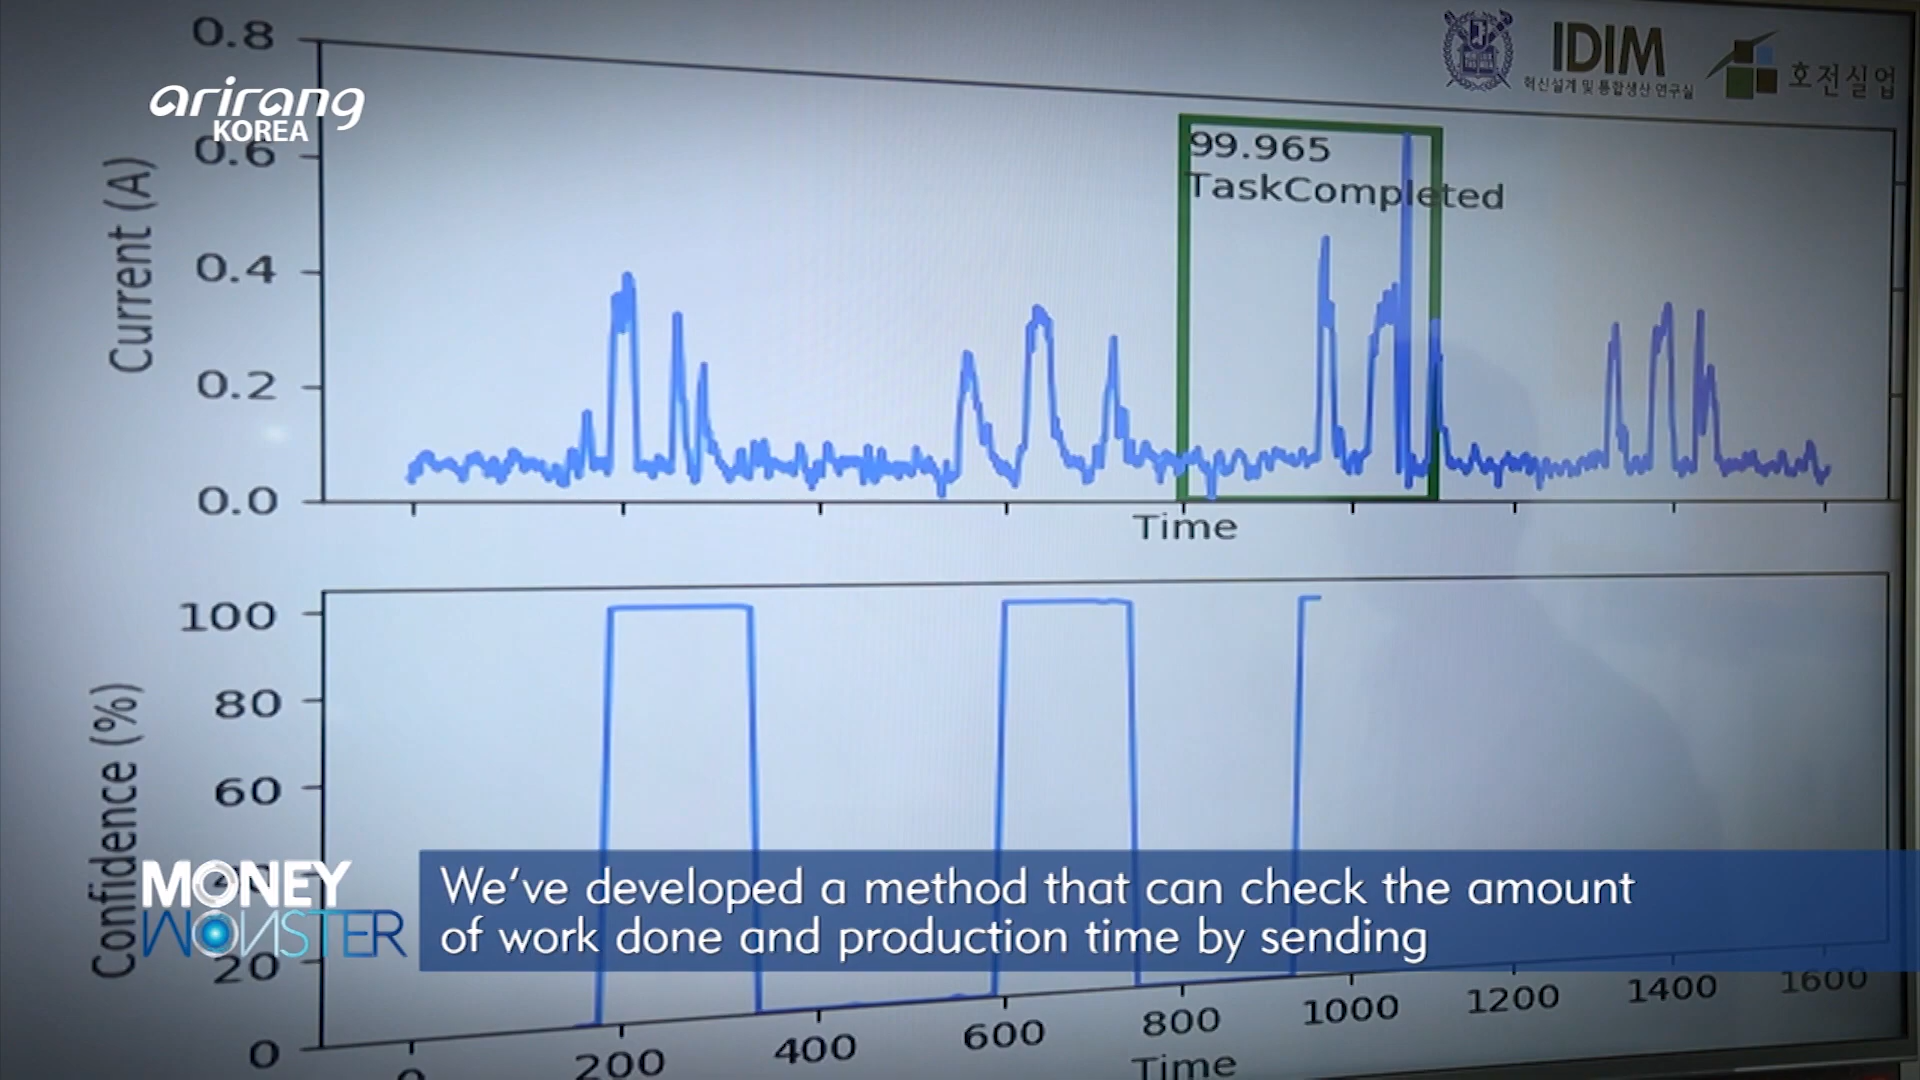 0.8
arirang
KOREA
IDIM
혁신설계 및 통합생산 연구실
호전실업
0.6
99.965
TaskCompleted
Current (A)
0.4
0.2
0.0
Time
100
80
60
Confidence (%)
20
0
MONEY
MONSTER
We've developed a method that can check the amount
of work done and production time by sending
0
200
400
600
800
1000
1200
1400
1600
Time